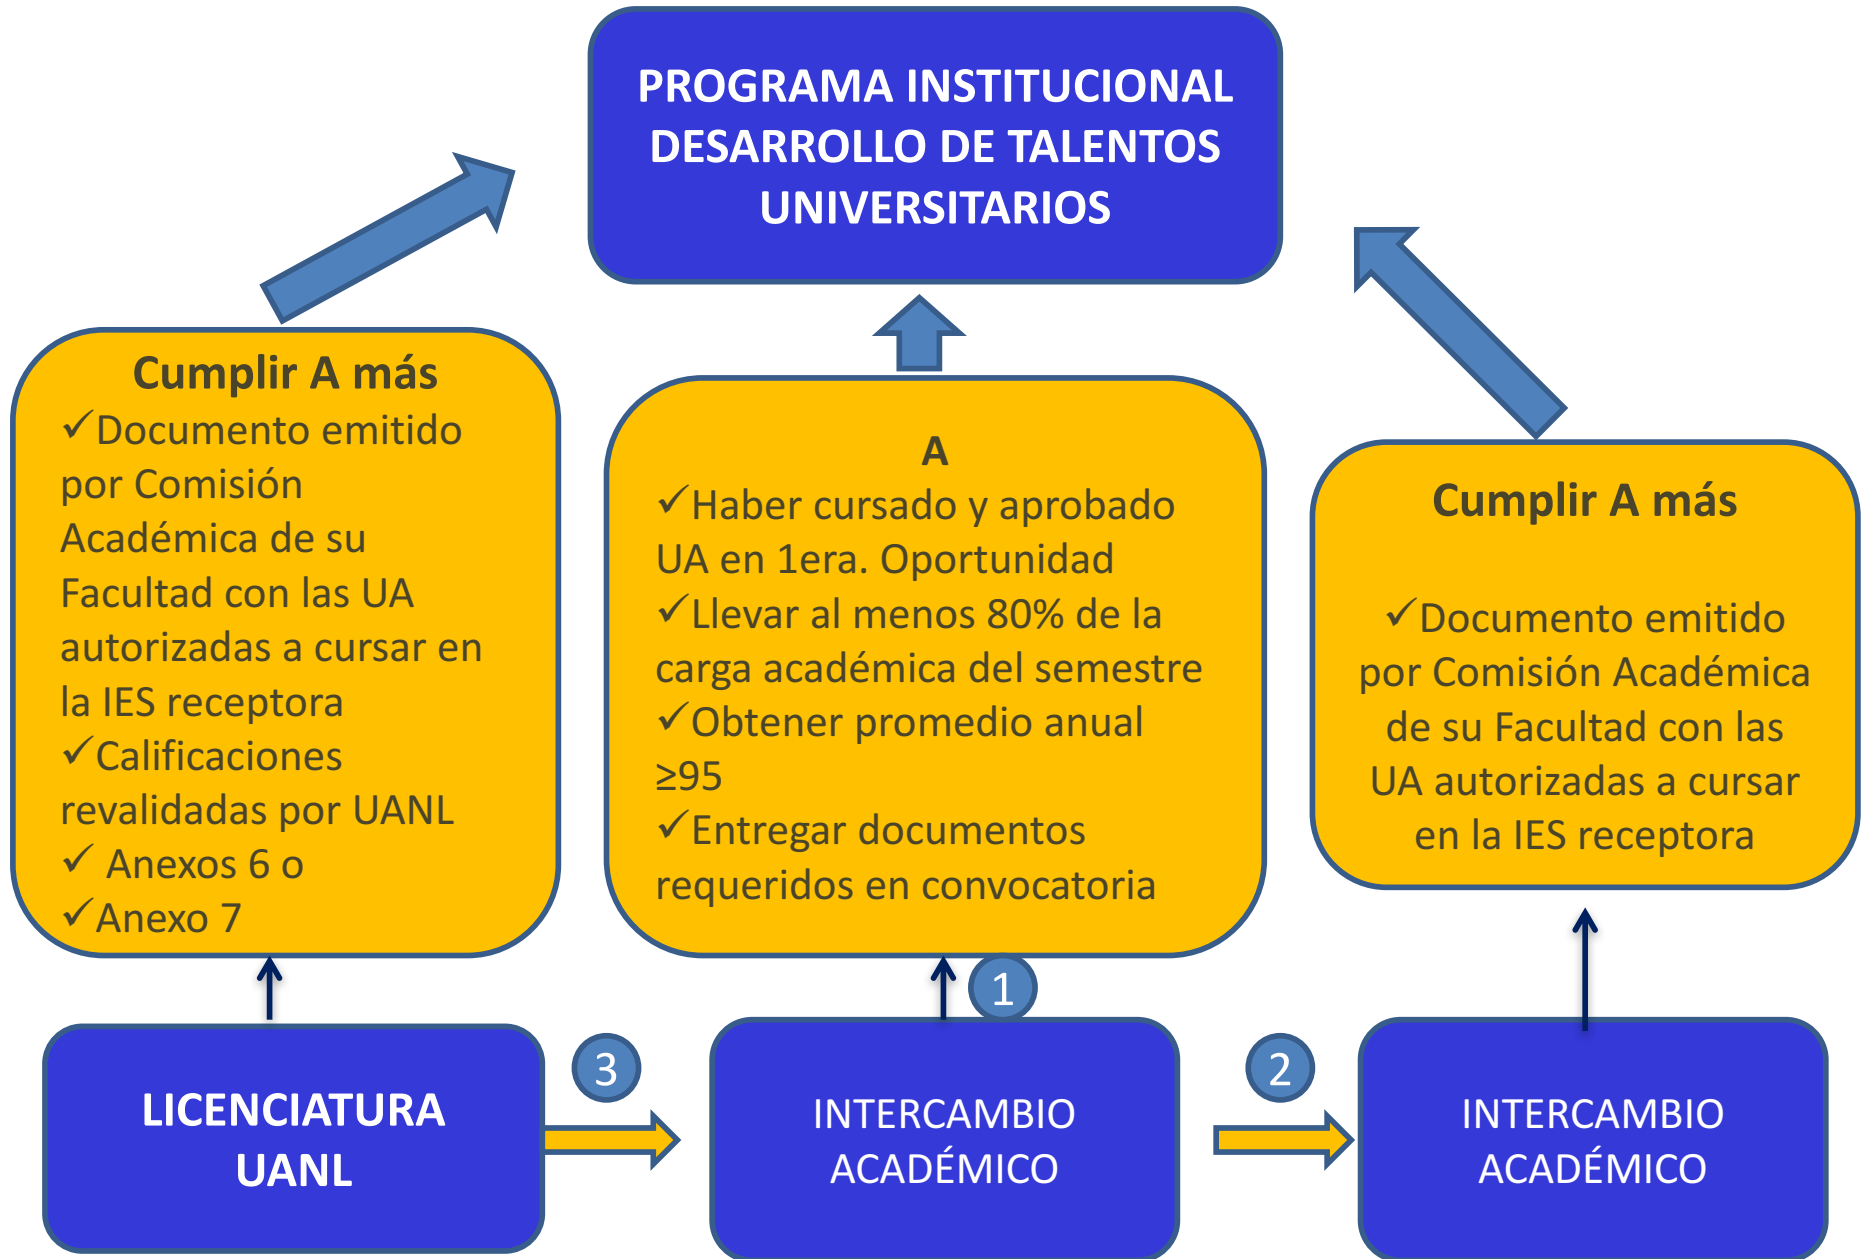 PROGRAMA INSTITUCIONAL
DESARROLLO DE TALENTOS
UNIVERSITARIOS
Cumplir A más
✓Documento emitido
por Comisión
Académica de su
Facultad con las UA
autorizadas a cursar en
la IES receptora
✓Calificaciones
revalidadas por UANL
✓ Anexos 6 o
✓Anexo 7
A
✓Haber cursado y aprobado
UA en 1era. Oportunidad
✓Llevar al menos 80% de la
carga académica del semestre
✓Obtener promedio anual
≥95
✓Entregar documentos
requeridos en convocatoria
Cumplir A más
✓Documento emitido
por Comisión Académica
de su Facultad con las
UA autorizadas a cursar
en la IES receptora
1
LICENCIATURA
UANL
3
INTERCAMBIO
ACADÉMICO
2
INTERCAMBIO
ACADÉMICO